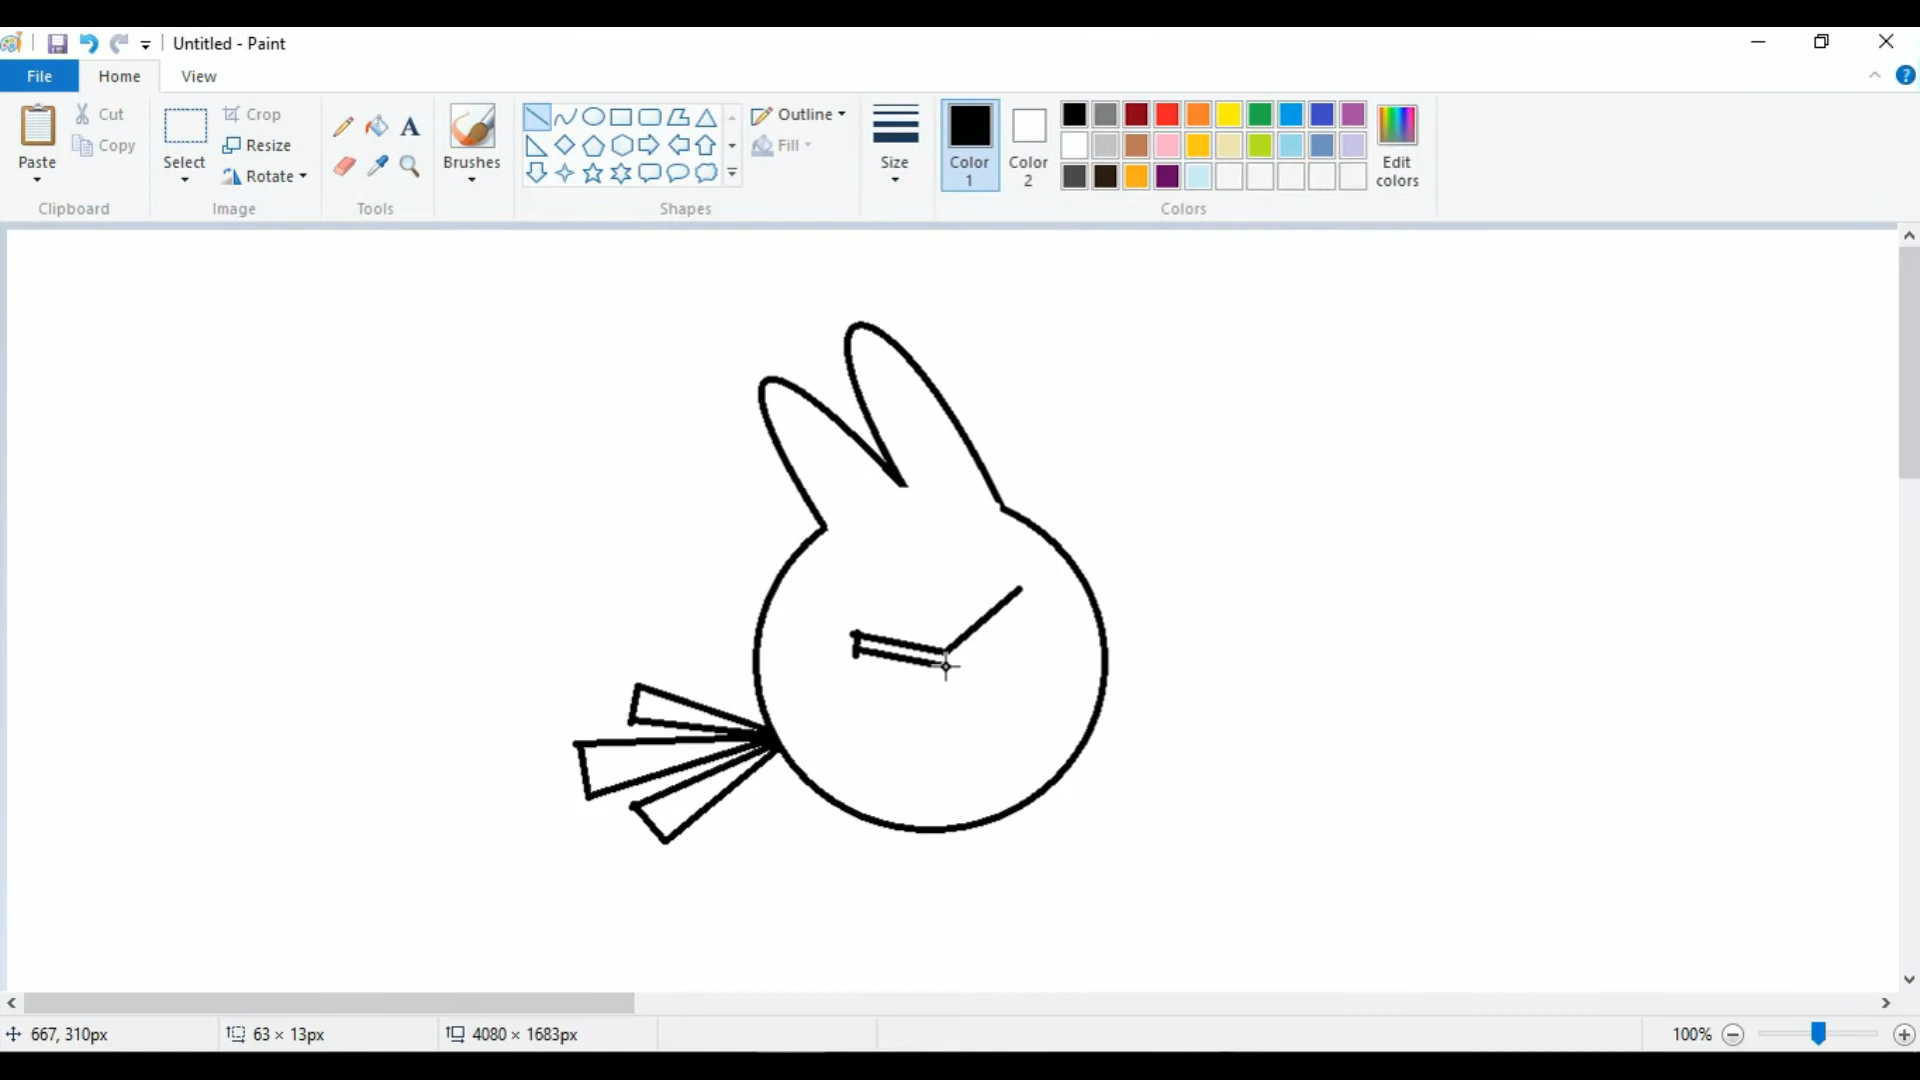 Untitled - Paint
File Home View
Paste
Cut
Copy
Clipboard
Select
Crop
Resize
Rotate
Image
A
Tools
Brushes
Shapes
Outline
Fill
Size
Color 1
Color 2
Edit colors
Colors
667, 310px 63 × 13px 4080 × 1683px 100%